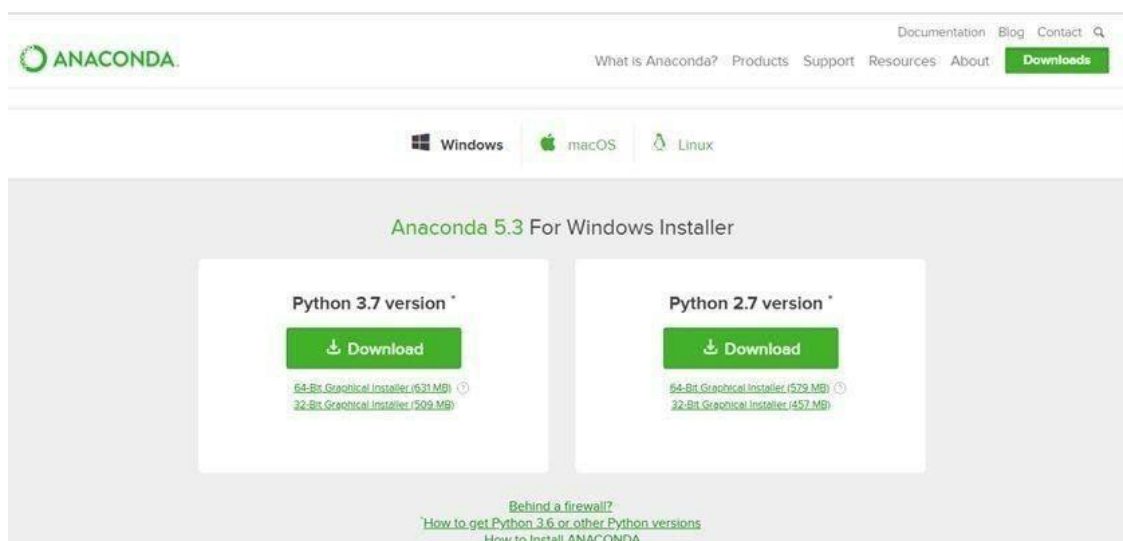 Documentation Blog Contact
ANACONDA.
What is Anaconda? Products Support Resources About Downloads
Windows macOS Linux
Anaconda 5.3 For Windows Installer
Python 3.7 version *
Download
64-Bit Graphical Installer (631 MB) ?
32-Bit Graphical Installer (509 MB)
Python 2.7 version *
Download
64-Bit Graphical Installer (579 MB) ?
32-Bit Graphical Installer (457 MB)
Behind a firewall?
*How to get Python 3.6 or other Python versions
How to Install ANACONDA